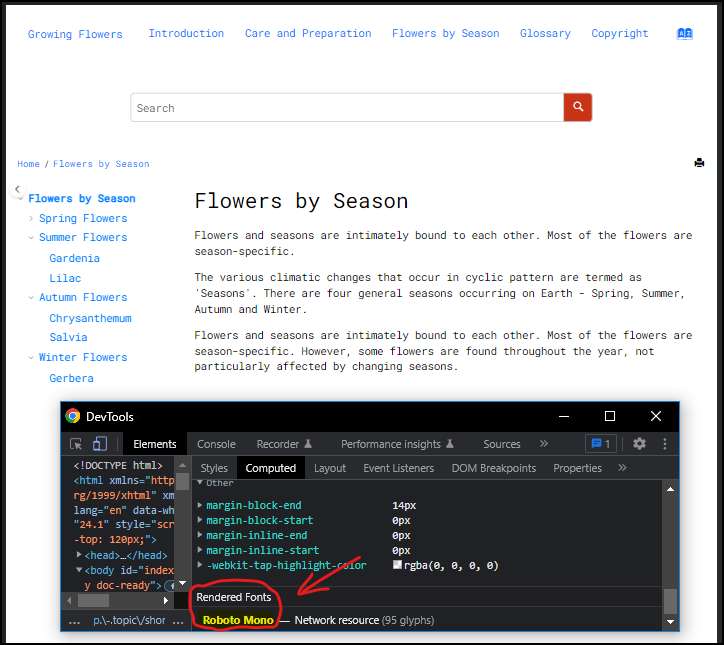 Growing Flowers Introduction Care and Preparation Flowers by Season Glossary Copyright
Search
Home / Flowers by Season
Flowers by Season
Spring Flowers
Summer Flowers
Gardenia
Lilac
Autumn Flowers
Chrysanthemum
Salvia
Winter Flowers
Gerbera
Flowers by Season
Flowers and seasons are intimately bound to each other. Most of the flowers are
season-specific.
The various climatic changes that occur in cyclic pattern are termed as
'Seasons'. There are four general seasons occurring on Earth - Spring, Summer,
Autumn and Winter.
Flowers and seasons are intimately bound to each other. Most of the flowers are
season-specific. However, some flowers are found throughout the year, not
particularly affected by changing seasons.
DevTools
Elements Console Recorder Performance insights Sources » 1
<!DOCTYPE html>
<html xmlns="http
rg/1999/xhtml" xm
lang="en" data-wh
"24.1" style="scr
-top: 120px;">
<head>…</head>
<body id="index
y doc-ready">
... p.\-.topic\/shor ...
Styles Computed Layout Event Listeners DOM Breakpoints Properties »
Other
margin-block-end 14px
margin-block-start 0px
margin-inline-end 0px
margin-inline-start 0px
-webkit-tap-highlight-color rgba(0, 0, 0, 0)
Rendered Fonts
Roboto Mono — Network resource (95 glyphs)